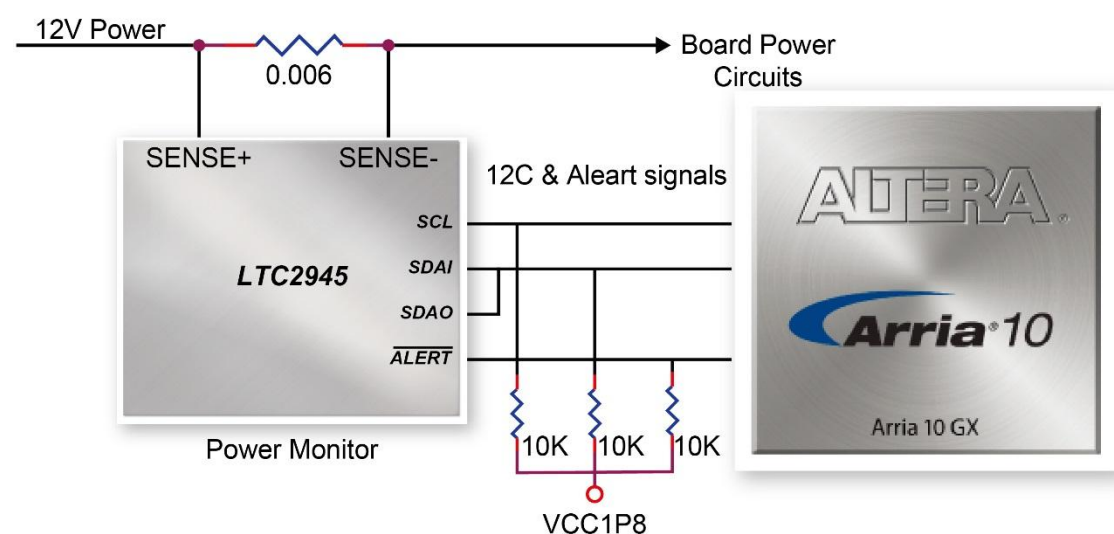 12V Power
0.006
Board Power
Circuits
SENSE+ SENSE-
12C & Aleart signals
SCL
SDAI
SDAO
ALERT
LTC2945
Power Monitor
10K 10K 10K
VCC1P8
ALTERA®
Arria® 10
Arria 10 GX